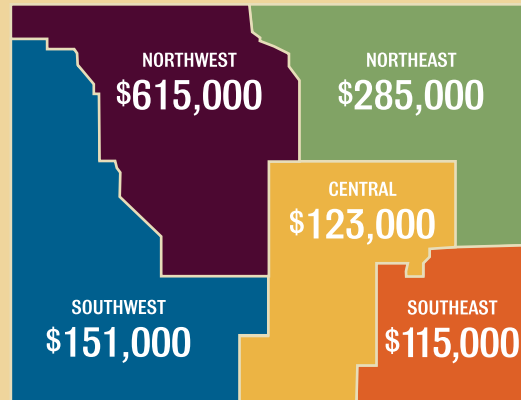 NORTHWEST
$615,000
NORTHEAST
$285,000
CENTRAL
$123,000
SOUTHWEST
$151,000
SOUTHEAST
$115,000